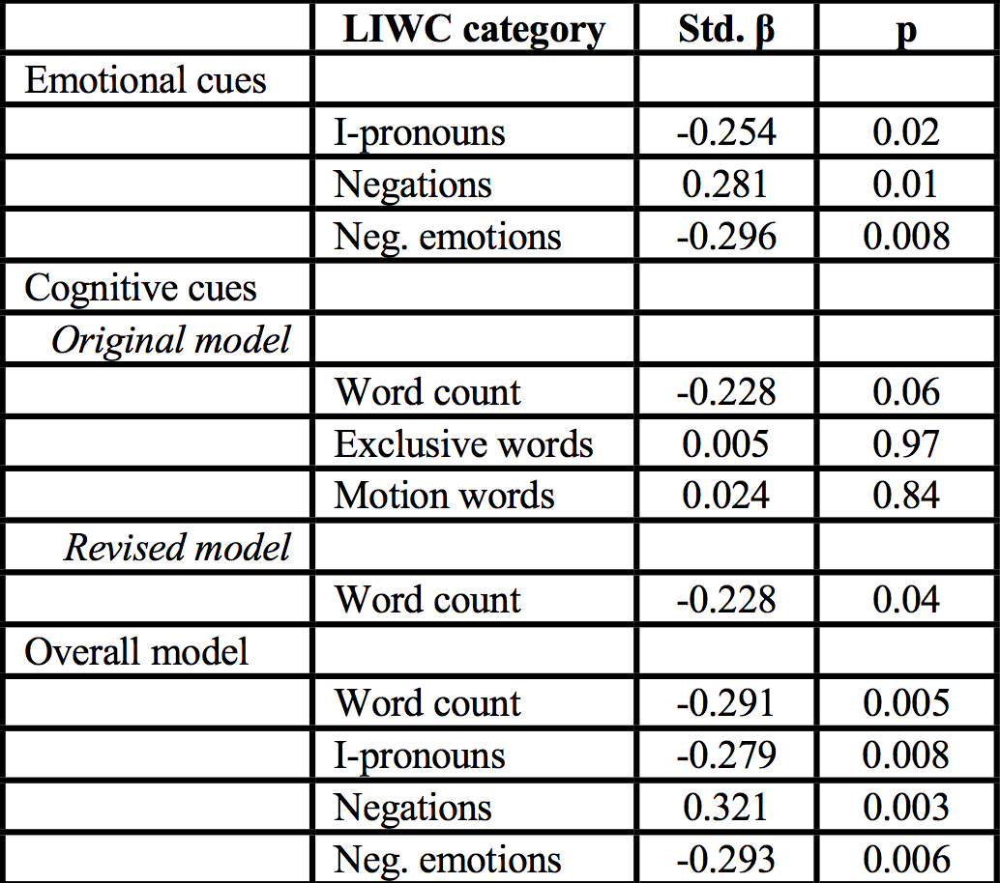 LIWC category Std. β p
Emotional cues
I-pronouns -0.254 0.02
Negations 0.281 0.01
Neg. emotions -0.296 0.008
Cognitive cues
Original model
Word count -0.228 0.06
Exclusive words 0.005 0.97
Motion words 0.024 0.84
Revised model
Word count -0.228 0.04
Overall model
Word count -0.291 0.005
I-pronouns -0.279 0.008
Negations 0.321 0.003
Neg. emotions -0.293 0.006